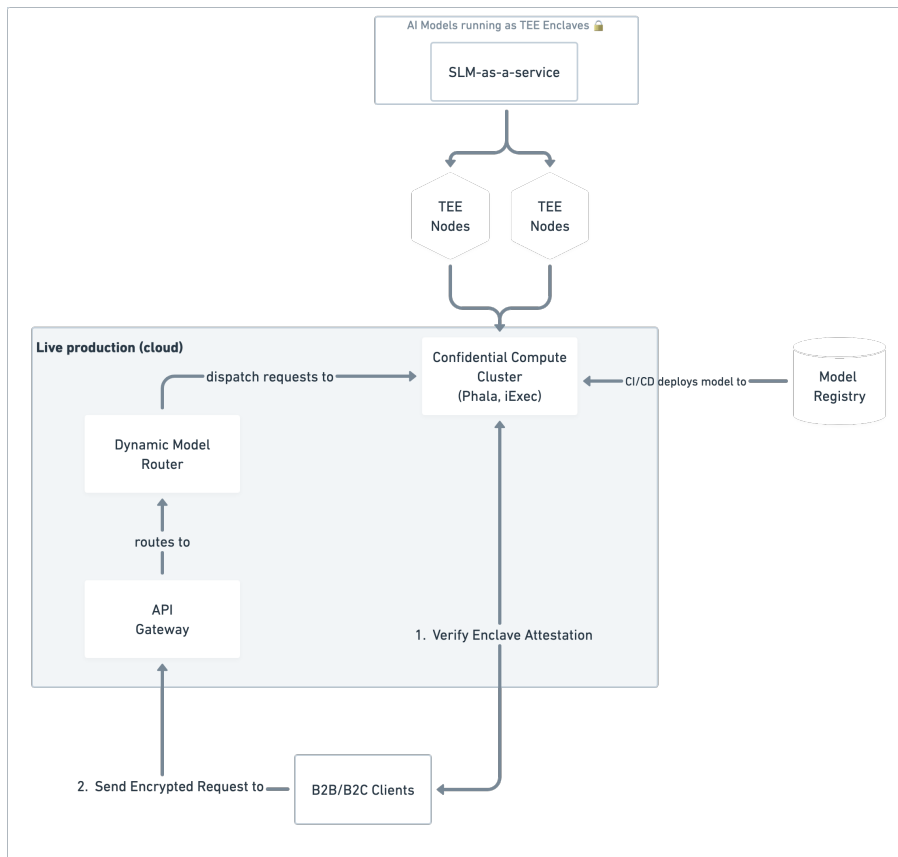 AI Models running as TEE Enclaves 🔒
SLM-as-a-service
TEE
Nodes
TEE
Nodes
Live production (cloud)
Confidential Compute
Cluster
(Phala, iExec)
dispatch requests to
CI/CD deploys model to
Model
Registry
Dynamic Model
Router
routes to
API
Gateway
1. Verify Enclave Attestation
2. Send Encrypted Request to
B2B/B2C Clients